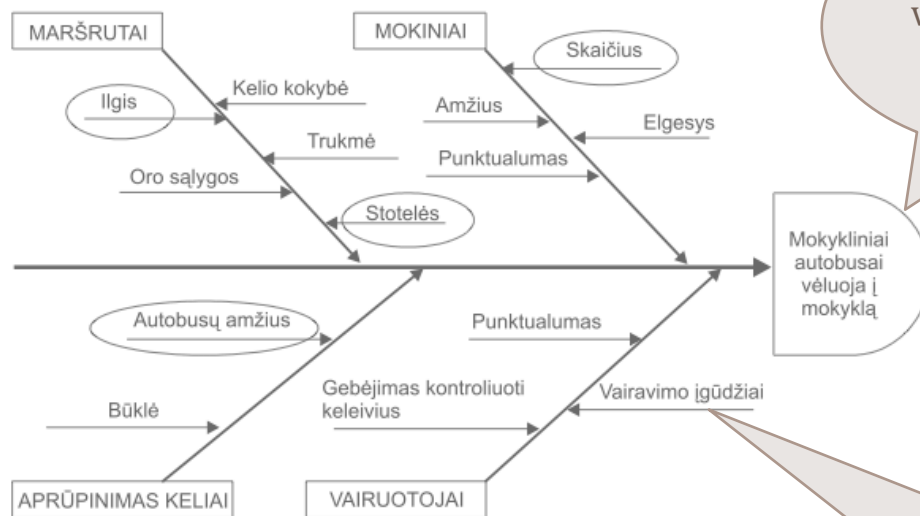 MARŠRUTAI
MOKINIAI
Skaičius
Ilgis
Kelio kokybė
Amžius
Elgesys
Trukmė
Punktualumas
Oro sąlygos
Stotelės
Mokykliniai
autobusai
vėluoja į
mokyklą
Autobusų amžius
Punktualumas
Gebėjimas kontroliuoti
keleivius
Vairavimo įgūdžiai
Būklė
APRŪPINIMAS KELIAI
VAIRUOTOJAI